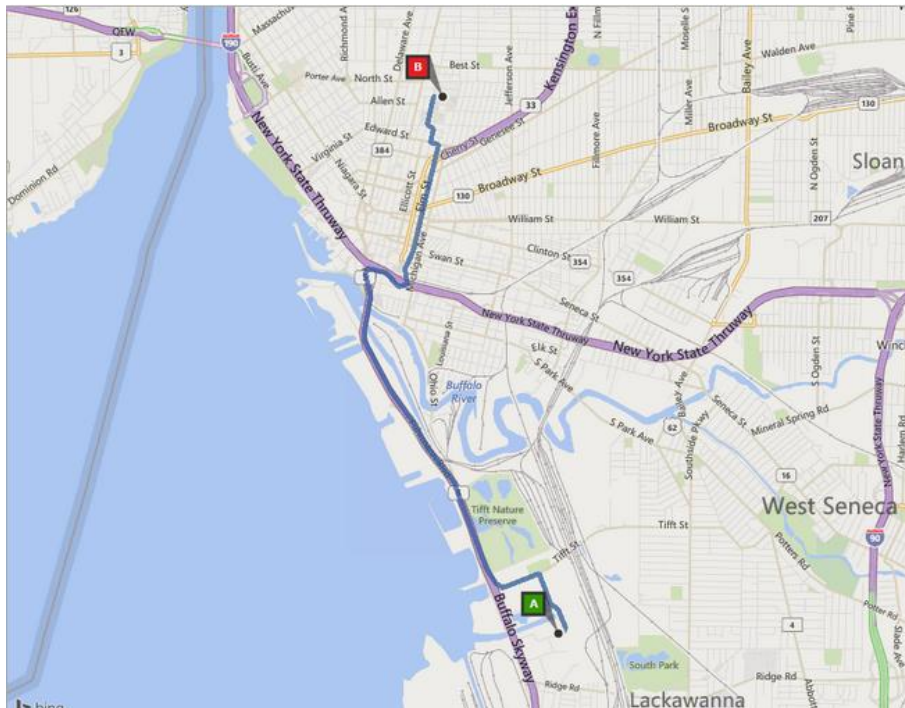 126
QEW
3
190
Massachus
Busti Ave
Richmond Ave
Delaware Ave
Porter Ave
North St
Best St
B
Allen St
Jefferson Ave
Kensington Ex
N Fillm
Moselle S
Bailey Ave
Walden Ave
Pine R
33
130
Broadway St
Miller Ave
Fillmore Ave
Edward St
Virginia St
384
Cherry St
Genesee St
Niagara St
Ellicott St
Elm St
130
Broadway St
N Ogden St
Sloan
Dominion Rd
New York State Thruway
William St
William St
207
Michigan Ave
Swan St
Clinton St
354
354
5
Seneca St
New York State Thruway
New York State Thruway
Louisiana St
Elk St
S Park Ave
Ohio St
Buffalo
River
S Ogden St
Winch
Bailey Ave
Seneca St
Mineral Spring Rd
S Park Ave
62
Southside Pkwy
New York State Thruway
Harlem Rd
16
West Seneca
Tifft Nature
Preserve
Tifft St
Tifft St
90
Potters Rd
Potter Rd
A
Buffalo Skyway
4
Slade Ave
South Park
Ridge Rd
Ridge Rd
Abbot
Lackawanna
bing